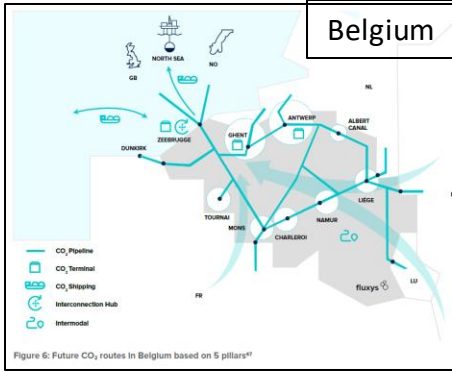 Belgium
GB
NORTH SEA
NO
NL
ZEEBRUGGE
GHENT
ANTWERP
ALBERT
CANAL
DUNKIRK
TOURNAI
MONS
CHARLEROI
NAMUR
LIÈGE
FR
LU
fluxys
CO₂ Pipeline
CO₂ Terminal
CO₂ Shipping
Interconnection Hub
Intermodal
Figure 6: Future CO₂ routes in Belgium based on 5 pillars⁴⁷